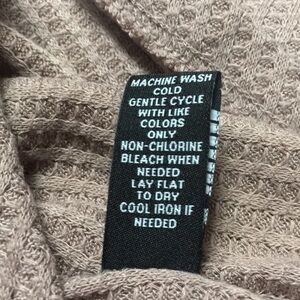 MACHINE WASH
COLD
GENTLE CYCLE
WITH LIKE
COLORS
ONLY
NON-CHLORINE
BLEACH WHEN
NEEDED
LAY FLAT
TO DRY
COOL IRON IF
NEEDED